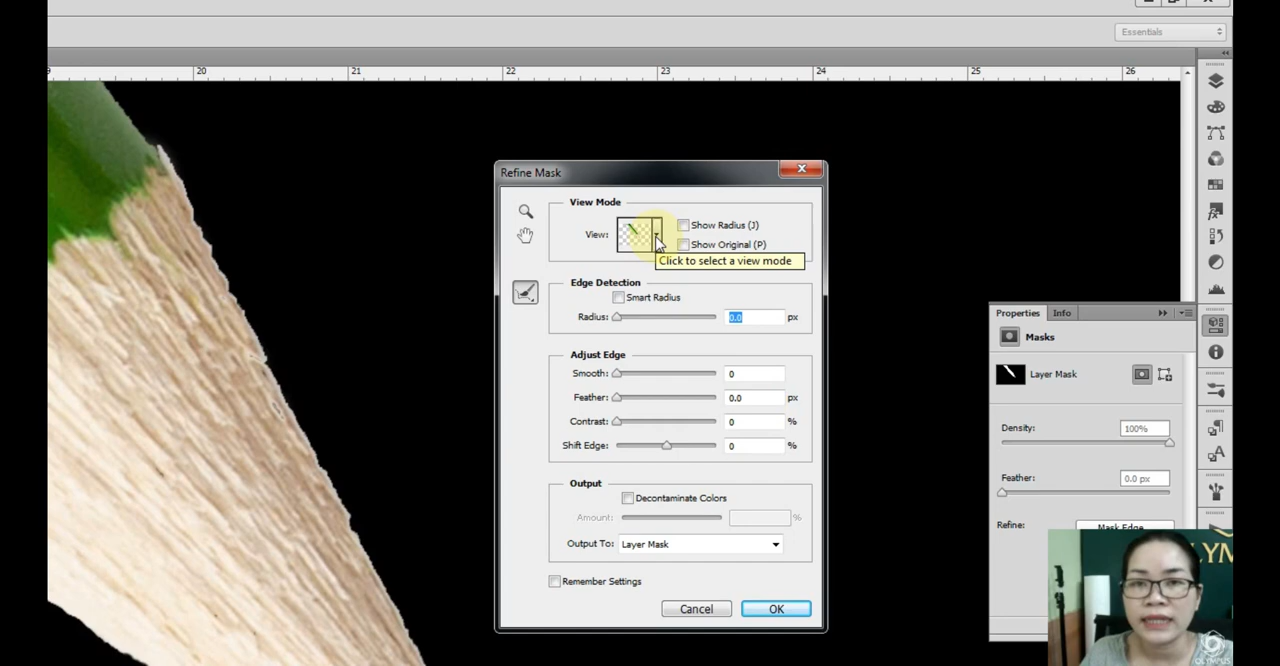 Essentials
20 21 22 23 24 25 26
Refine Mask
View Mode
View:
Show Radius (J)
Show Original (P)
Click to select a view mode
Edge Detection
Smart Radius
Radius: 0.0 px
Adjust Edge
Smooth: 0
Feather: 0.0 px
Contrast: 0 %
Shift Edge: 0 %
Output
Decontaminate Colors
Amount: %
Output To: Layer Mask
Remember Settings
Cancel OK
Properties Info
Masks
Layer Mask
Density: 100%
Feather: 0.0 px
Refine: Mask Edge
OLYM
OLYMPUS